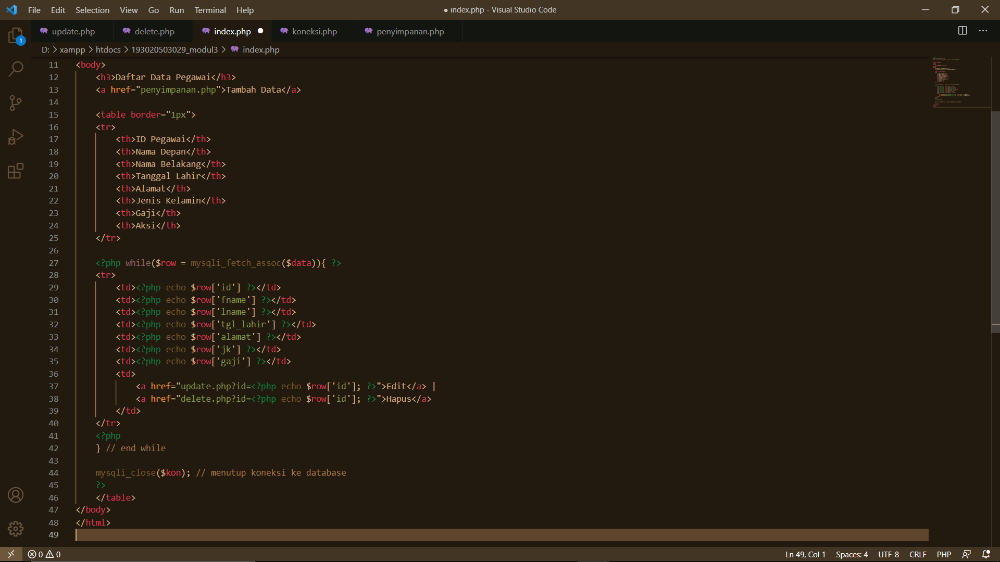 File Edit Selection View Go Run Terminal Help ● index.php - Visual Studio Code
update.php delete.php index.php ● koneksi.php penyimpanan.php
1
D: > xampp > htdocs > 193020503029_modul3 > index.php
11 <body>
12 <h3>Daftar Data Pegawai</h3>
13 <a href="penyimpanan.php">Tambah Data</a>
14
15 <table border="1px">
16 <tr>
17 <th>ID Pegawai</th>
18 <th>Nama Depan</th>
19 <th>Nama Belakang</th>
20 <th>Tanggal Lahir</th>
21 <th>Alamat</th>
22 <th>Jenis Kelamin</th>
23 <th>Gaji</th>
24 <th>Aksi</th>
25 </tr>
26
27 <?php while($row = mysqli_fetch_assoc($data)){ ?>
28 <tr>
29 <td><?php echo $row['id'] ?></td>
30 <td><?php echo $row['fname'] ?></td>
31 <td><?php echo $row['lname'] ?></td>
32 <td><?php echo $row['tgl_lahir'] ?></td>
33 <td><?php echo $row['alamat'] ?></td>
34 <td><?php echo $row['jk'] ?></td>
35 <td><?php echo $row['gaji'] ?></td>
36 <td>
37 <a href="update.php?id=<?php echo $row['id']; ?>">Edit</a> |
38 <a href="delete.php?id=<?php echo $row['id']; ?>">Hapus</a>
39 </td>
40 </tr>
41 <?php
42 } // end while
43
44 mysqli_close($kon); // menutup koneksi ke database
45 ?>
46 </table>
47 </body>
48 </html>
49
0 0 Ln 49, Col 1 Spaces: 4 UTF-8 CRLF PHP